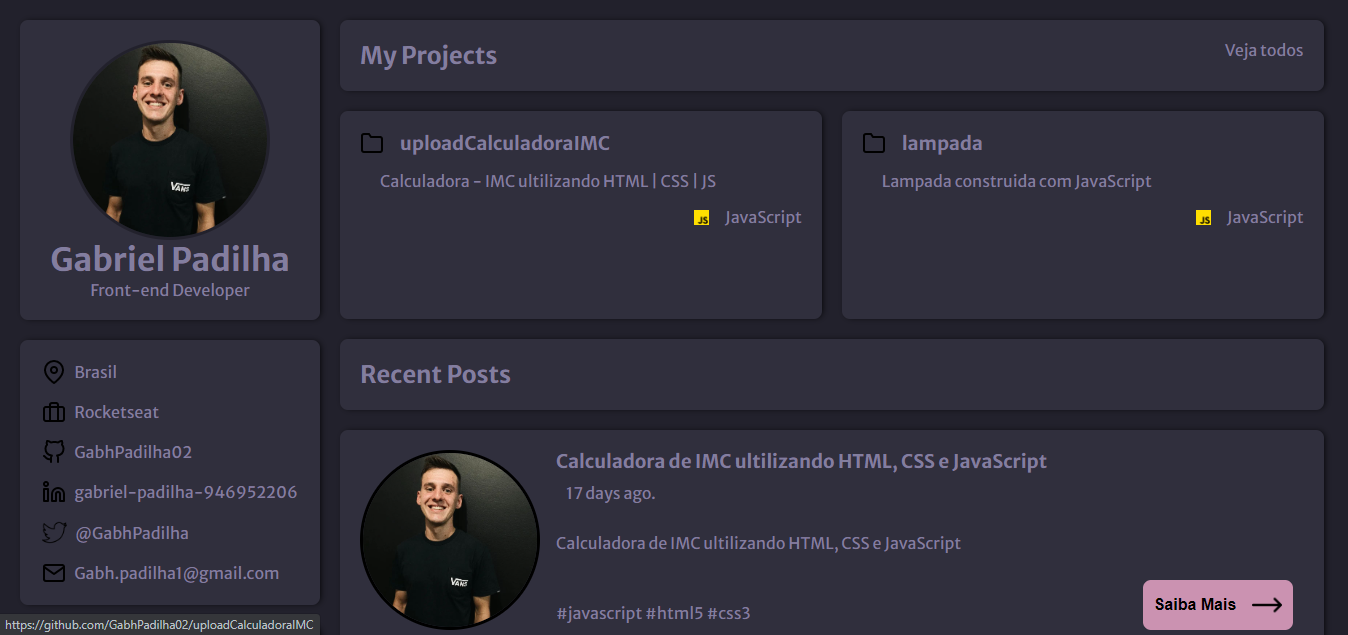 VANS
Gabriel Padilha
Front-end Developer
Brasil
Rocketseat
GabhPadilha02
gabriel-padilha-946952206
@GabhPadilha
Gabh.padilha1@gmail.com
My Projects
Veja todos
uploadCalculadoraIMC
Calculadora - IMC ultilizando HTML | CSS | JS
JS JavaScript
lampada
Lampada construida com JavaScript
JS JavaScript
Recent Posts
VANS
Calculadora de IMC ultilizando HTML, CSS e JavaScript
17 days ago.
Calculadora de IMC ultilizando HTML, CSS e JavaScript
#javascript #html5 #css3
Saiba Mais
https://github.com/GabhPadilha02/uploadCalculadoraIMC